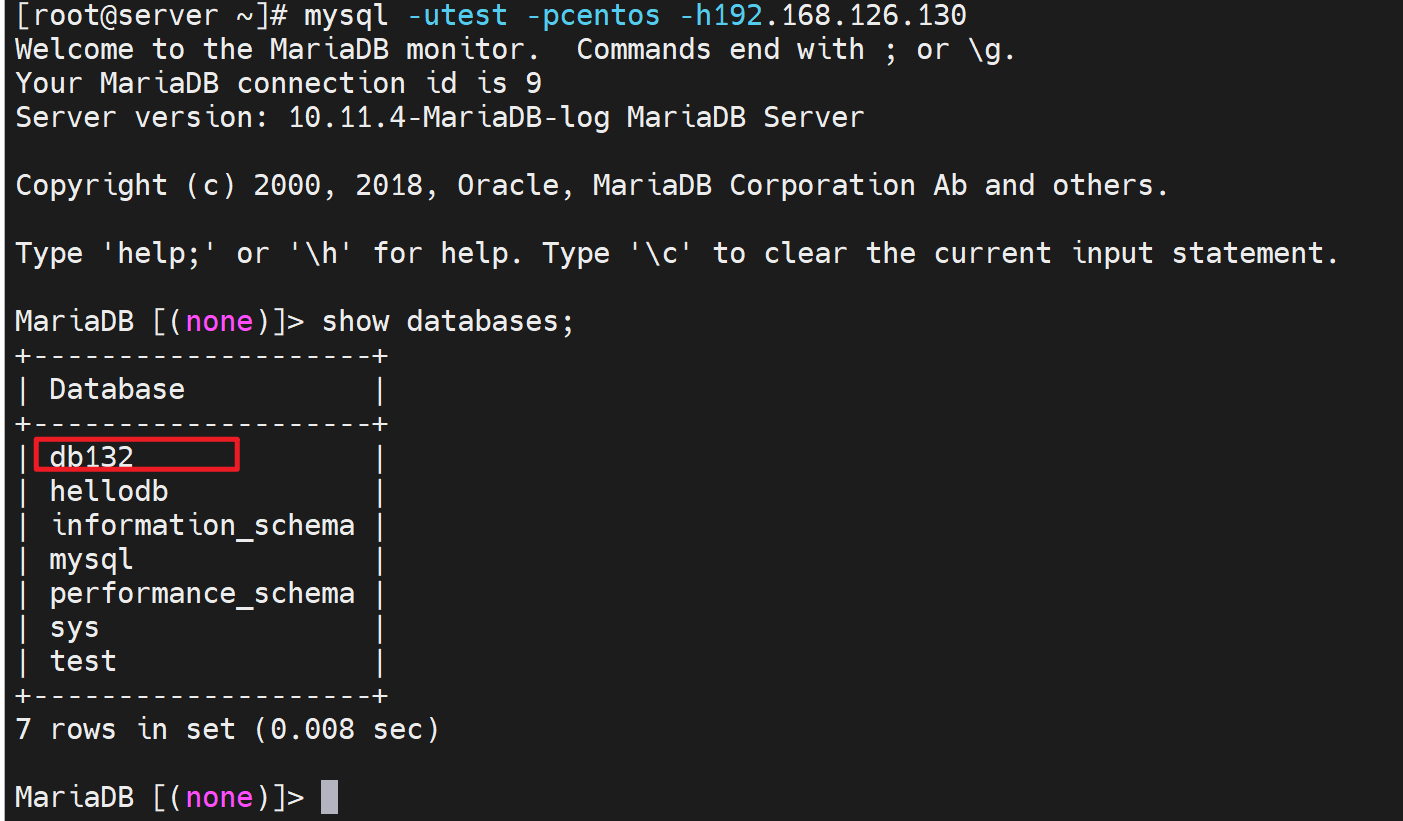 [root@server ~]# mysql -utest -pcentos -h192.168.126.130
Welcome to the MariaDB monitor.  Commands end with ; or \g.
Your MariaDB connection id is 9
Server version: 10.11.4-MariaDB-log MariaDB Server

Copyright (c) 2000, 2018, Oracle, MariaDB Corporation Ab and others.

Type 'help;' or '\h' for help. Type '\c' to clear the current input statement.

MariaDB [(none)]> show databases;
+--------------------+
| Database           |
+--------------------+
| db132              |
| hellodb            |
| information_schema |
| mysql              |
| performance_schema |
| sys                |
| test               |
+--------------------+
7 rows in set (0.008 sec)

MariaDB [(none)]>